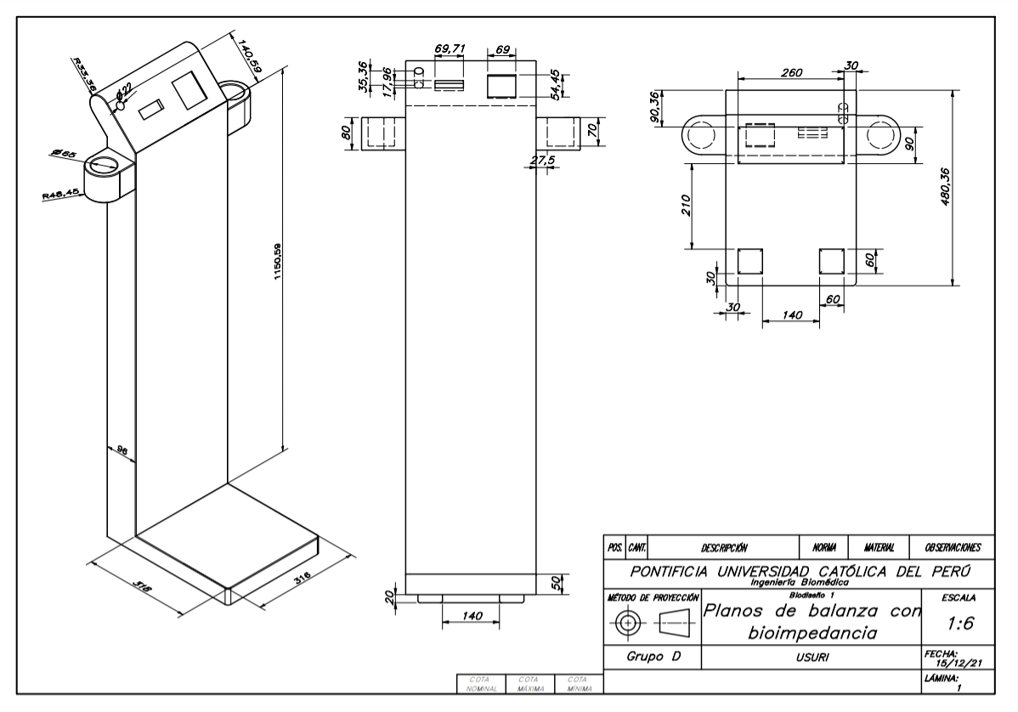 140,59
R33,36
Ø22
Ø65
R48,45
1150,59
96
316
316
69,71
69
35,36
17,96
54,45
80
70
27,5
50
20
140
30
260
90,36
90
480,36
210
60
30
60
30
140
POS. CANT. DESCRIPCIÓN NORMA MATERIAL OBSERVACIONES
PONTIFICIA UNIVERSIDAD CATÓLICA DEL PERÚ
Ingeniería Biomédica
MÉTODO DE PROYECCIÓN
Biodiseño 1
Planos de balanza con
bioimpedancia
ESCALA
1:6
Grupo D
USURI
FECHA:
15/12/21
LÁMINA:
1
COTA NOMINAL
COTA MÁXIMA
COTA MÍNIMA